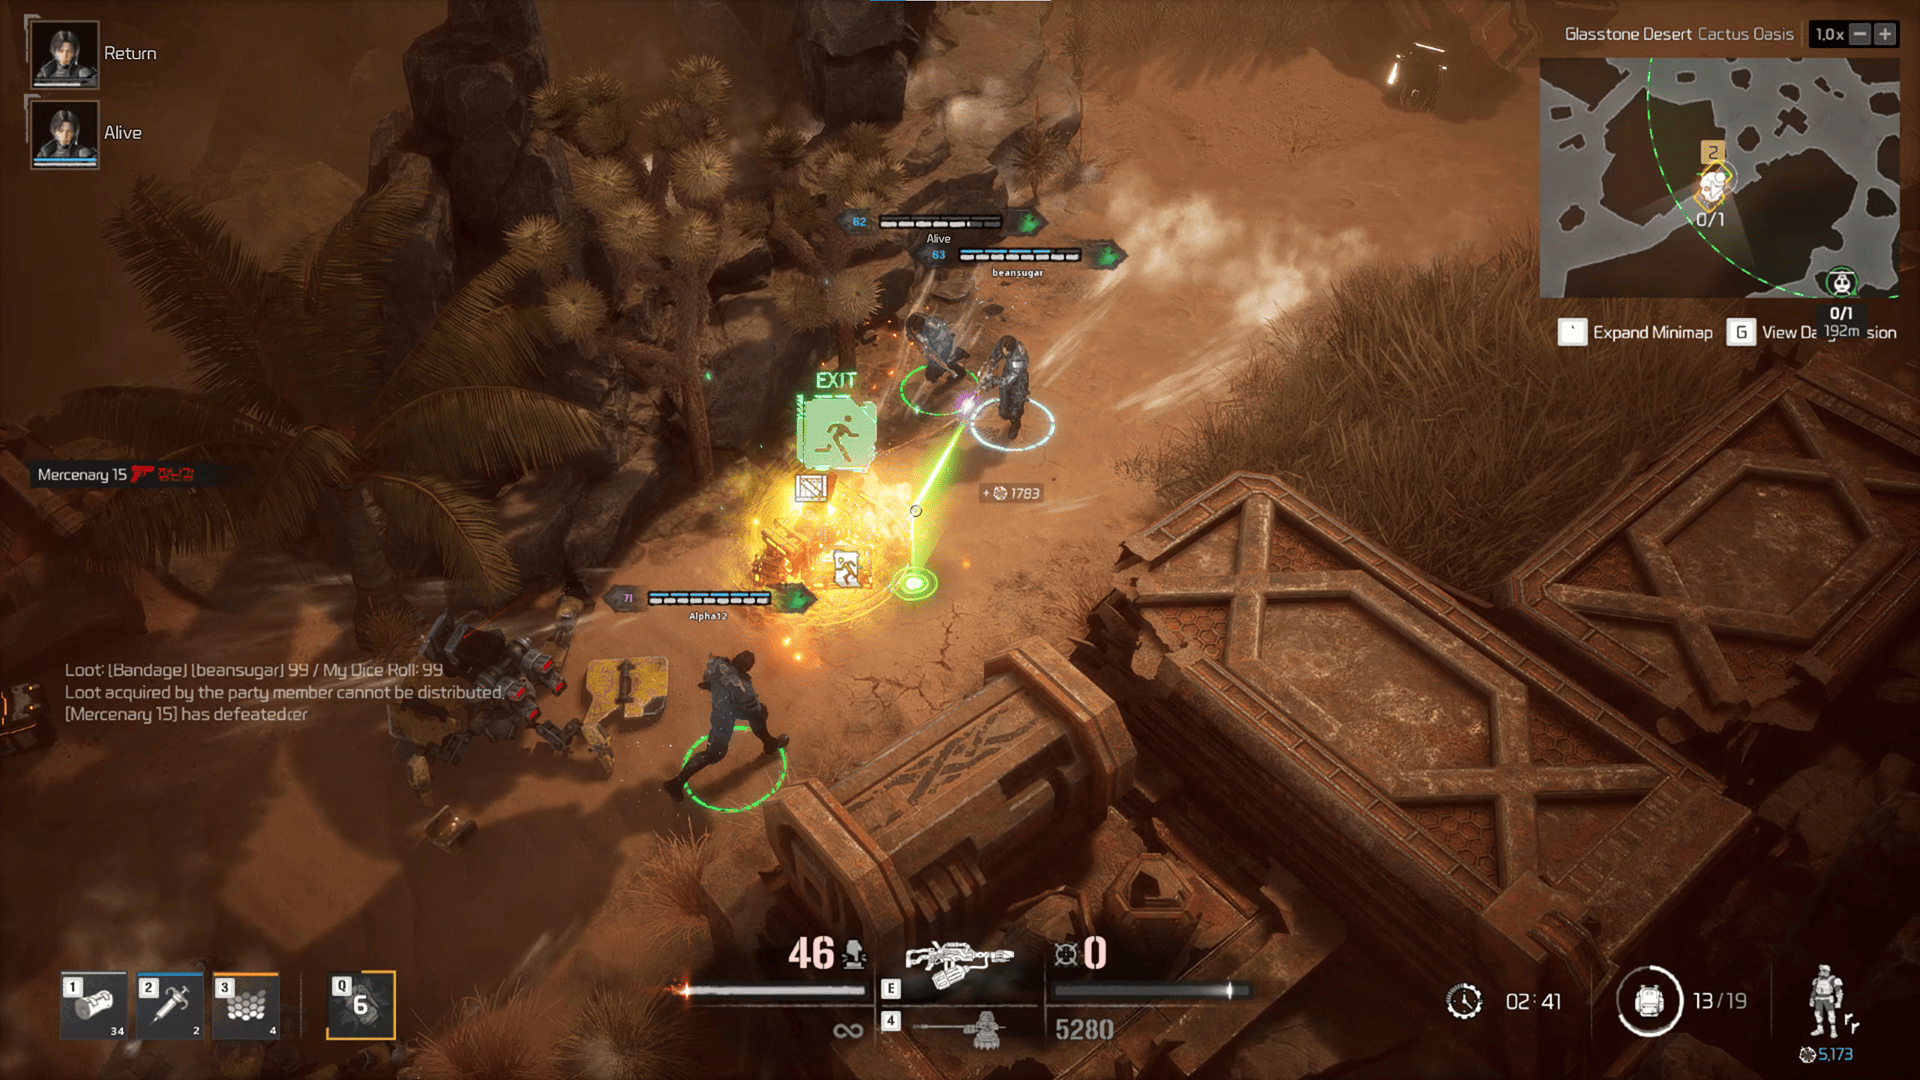 Return
Alive
Glasstone Desert Cactus Oasis
1.0x
2
0/1
0/1
192m
` Expand Minimap G View Da sion
62
Alive
63
beansugar
EXIT
+ 1783
Mercenary 15 장난감
71
Alpha12
Loot: [Bandage] [beansugar] 99 / My Dice Roll: 99
Loot acquired by the party member cannot be distributed.
[Mercenary 15] has defeated
1 34
2 2
3 4
Q 6
46
0
E
4
∞
5280
02:41
13/19
5,173